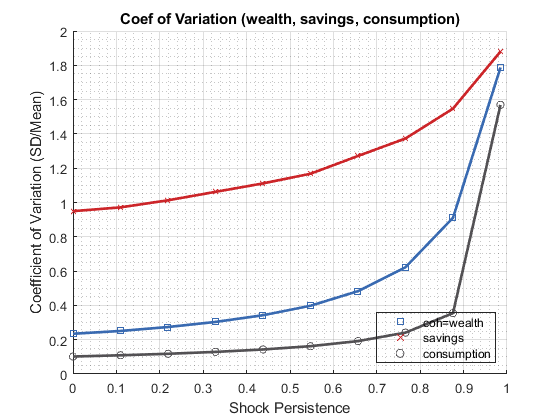 Coef of Variation (wealth, savings, consumption)
Coefficient of Variation (SD/Mean)
2
1.8
1.6
1.4
1.2
1
0.8
0.6
0.4
0.2
0
coh=wealth
savings
consumption
0 0.1 0.2 0.3 0.4 0.5 0.6 0.7 0.8 0.9 1
Shock Persistence